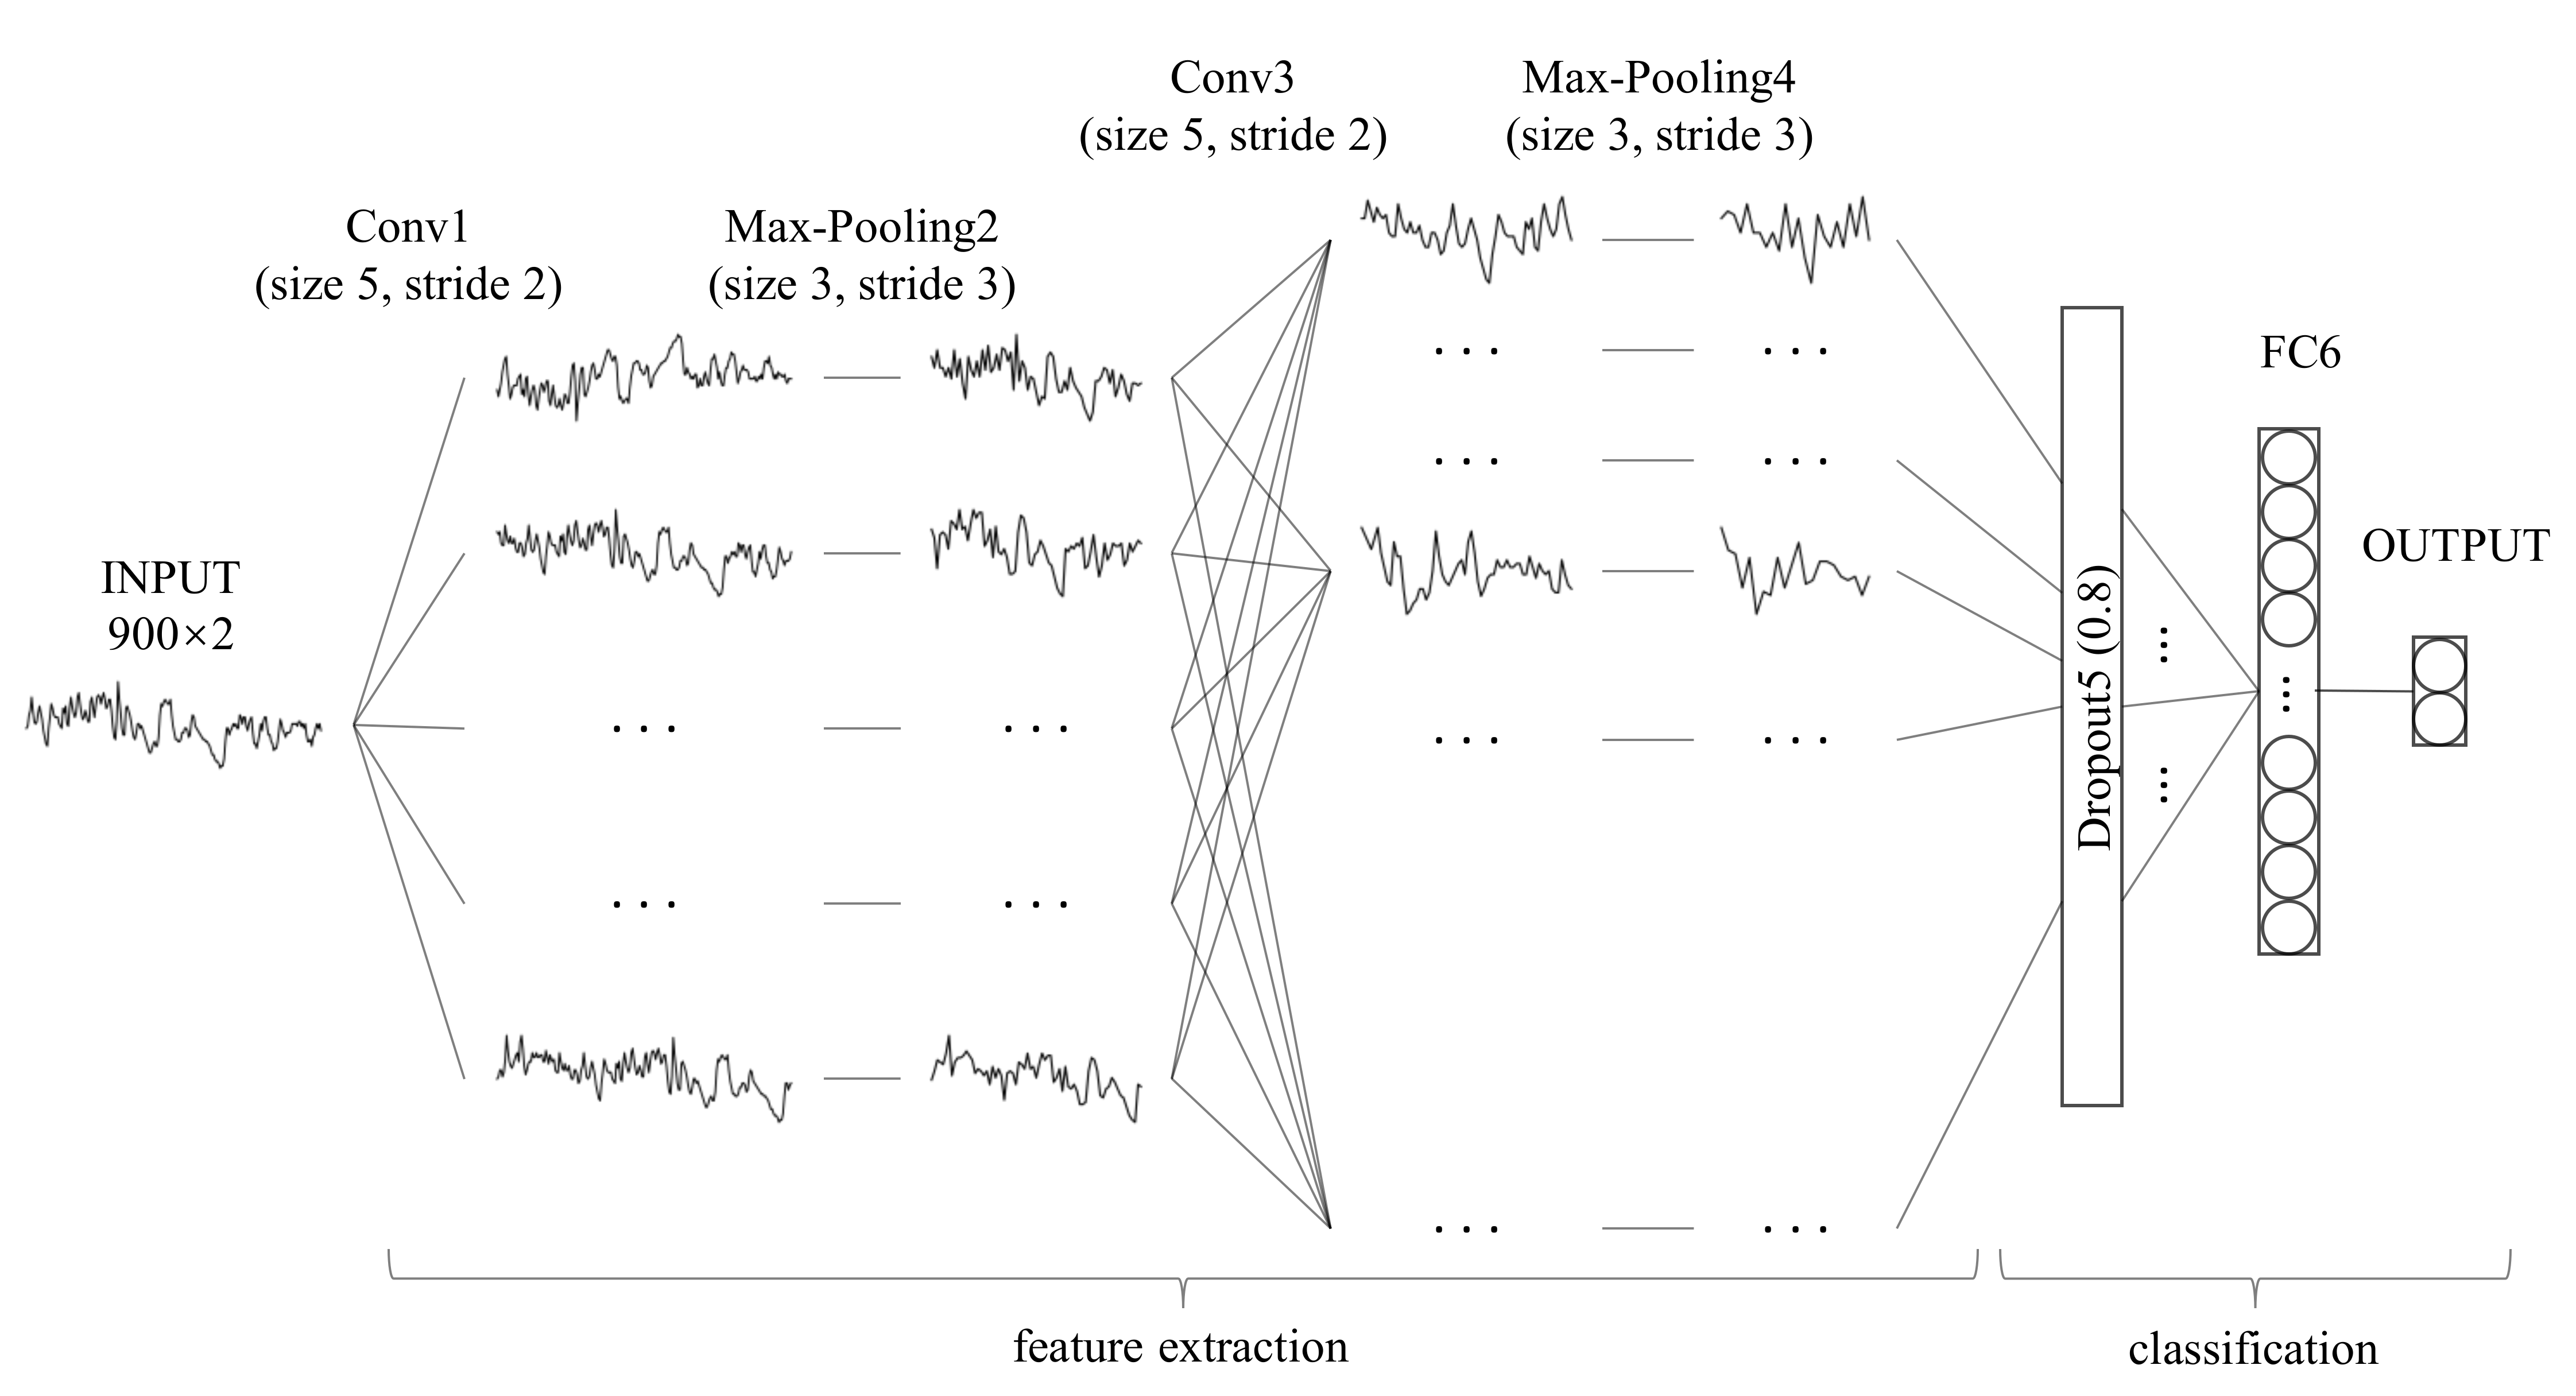 INPUT
900×2
Conv1
(size 5, stride 2)
Max-Pooling2
(size 3, stride 3)
Conv3
(size 5, stride 2)
Max-Pooling4
(size 3, stride 3)
Dropout5 (0.8)
FC6
OUTPUT
feature extraction
classification